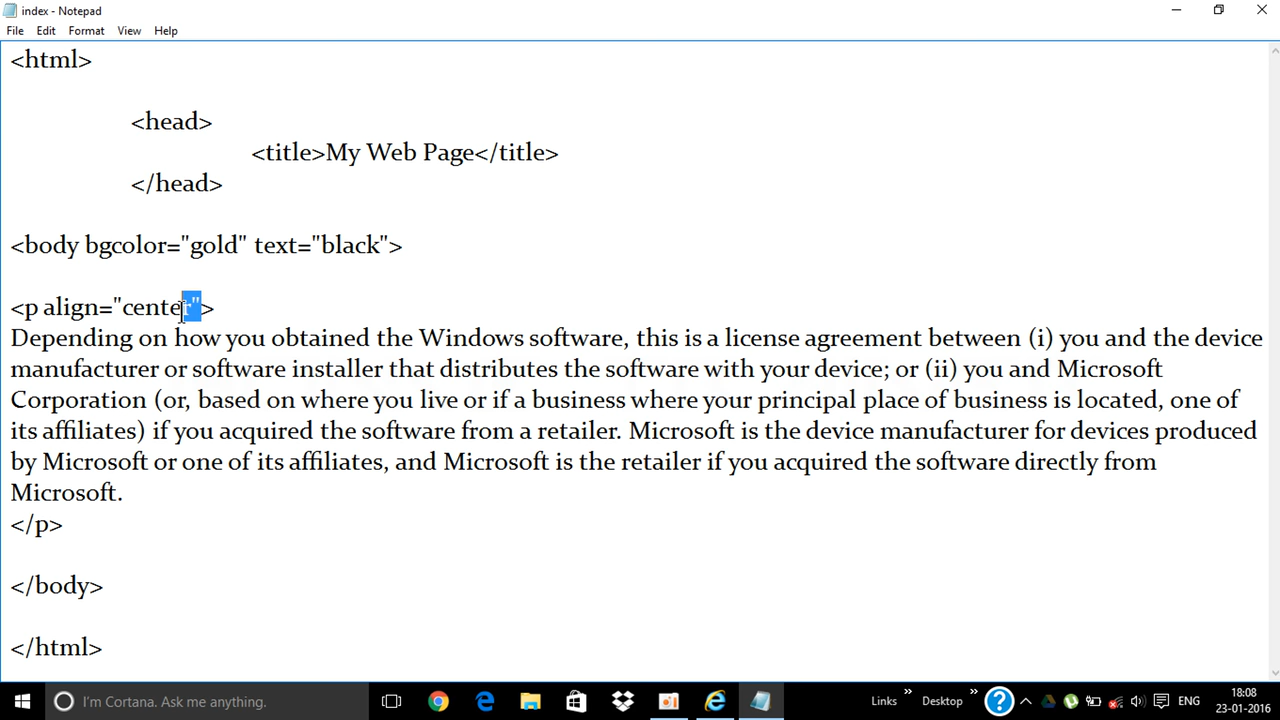 index - Notepad
File Edit Format View Help
<html>
<head>
<title>My Web Page</title>
</head>
<body bgcolor="gold" text="black">
<p align="center">
Depending on how you obtained the Windows software, this is a license agreement between (i) you and the device
manufacturer or software installer that distributes the software with your device; or (ii) you and Microsoft
Corporation (or, based on where you live or if a business where your principal place of business is located, one of
its affiliates) if you acquired the software from a retailer. Microsoft is the device manufacturer for devices produced
by Microsoft or one of its affiliates, and Microsoft is the retailer if you acquired the software directly from
Microsoft.
</p>
</body>
</html>
I'm Cortana. Ask me anything.
Links » Desktop » ENG 18:08
23-01-2016